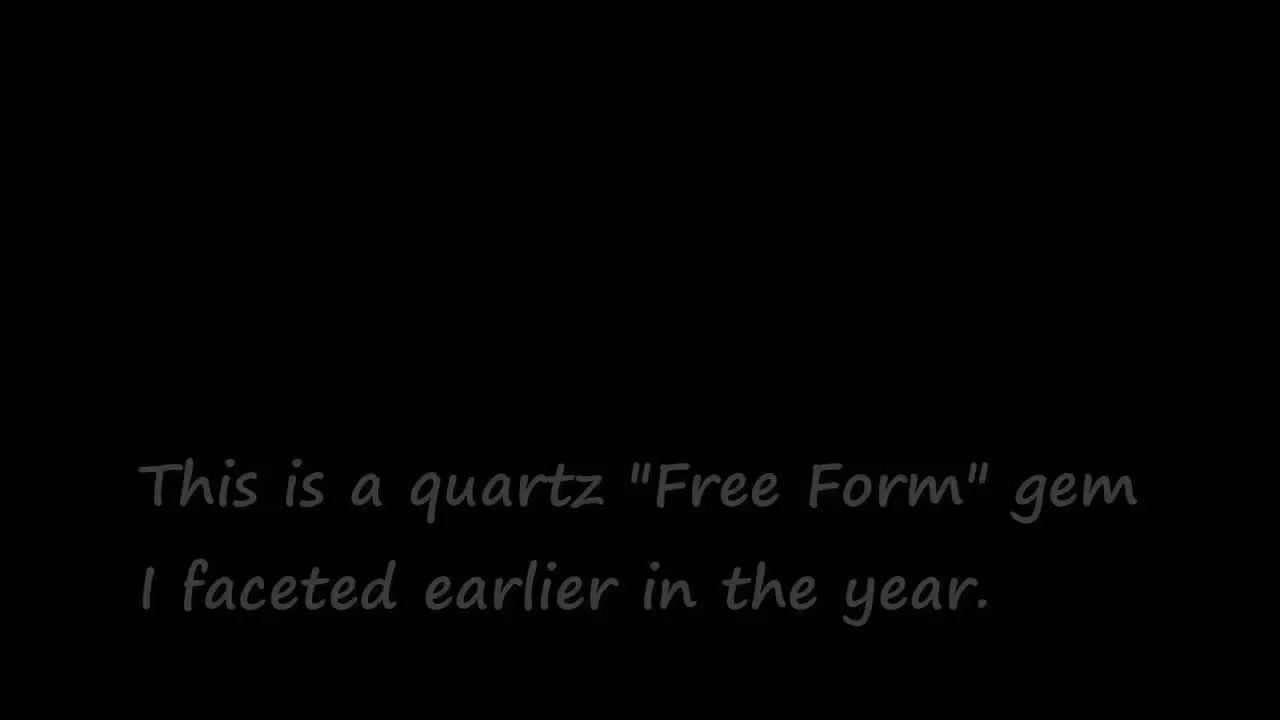 This is a quartz "Free Form" gem
I faceted earlier in the year.